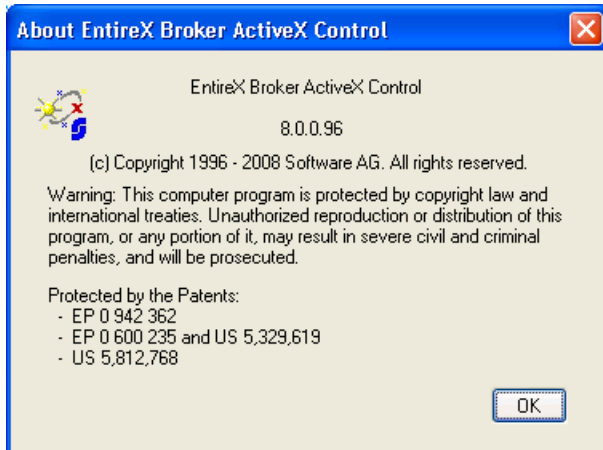 About EntireX Broker ActiveX Control
EntireX Broker ActiveX Control
8.0.0.96
(c) Copyright 1996 - 2008 Software AG. All rights reserved.
Warning: This computer program is protected by copyright law and
international treaties. Unauthorized reproduction or distribution of this
program, or any portion of it, may result in severe civil and criminal
penalties, and will be prosecuted.
Protected by the Patents:
- EP 0 942 362
- EP 0 600 235 and US 5,329,619
- US 5,812,768
OK